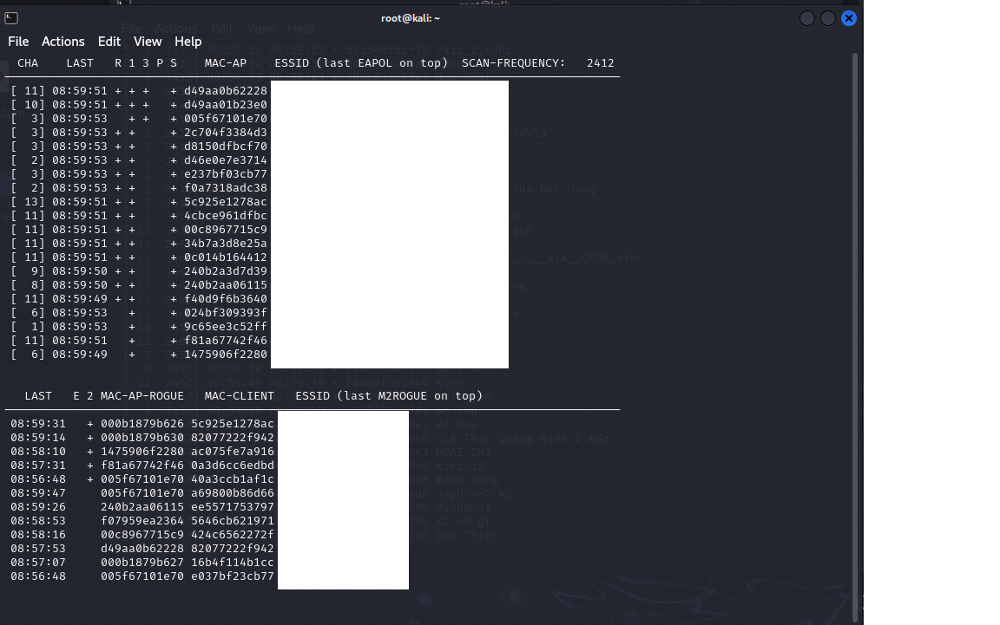 root@kali: ~
File Actions Edit View Help
CHA LAST R 1 3 P S MAC-AP ESSID (last EAPOL on top) SCAN-FREQUENCY: 2412
[ 11] 08:59:51 + + + + d49aa0b62228
[ 10] 08:59:51 + + + + d49aa01b23e0
[ 3] 08:59:53 + + + 005f67101e70
[ 3] 08:59:53 + + + 2c704f3384d3
[ 3] 08:59:53 + + + d8150dfbcf70
[ 2] 08:59:53 + + + d46e0e7e3714
[ 3] 08:59:53 + + + e237bf03cb77
[ 2] 08:59:53 + + + f0a7318adc38
[ 13] 08:59:51 + + + 5c925e1278ac
[ 11] 08:59:51 + + + 4cbce961dfbc
[ 11] 08:59:51 + + + 00c8967715c9
[ 11] 08:59:51 + + + 34b7a3d8e25a
[ 11] 08:59:51 + + + 0c014b164412
[ 9] 08:59:50 + + + 240b2a3d7d39
[ 8] 08:59:50 + + + 240b2aa06115
[ 11] 08:59:49 + + + f40d9f6b3640
[ 6] 08:59:53 + + 024bf309393f
[ 1] 08:59:53 + + 9c65ee3c52ff
[ 11] 08:59:51 + + f81a67742f46
[ 6] 08:59:49 + + 1475906f2280
LAST E 2 MAC-AP-ROGUE MAC-CLIENT ESSID (last M2ROGUE on top)
08:59:31 + 000b1879b626 5c925e1278ac
08:59:14 + 000b1879b630 82077222f942
08:58:10 + 1475906f2280 ac075fe7a916
08:57:31 + f81a67742f46 0a3d6cc6edbd
08:56:48 + 005f67101e70 40a3ccb1af1c
08:59:47 005f67101e70 a69800b86d66
08:59:26 240b2aa06115 ee5571753797
08:58:53 f07959ea2364 5646cb621971
08:58:16 00c8967715c9 424c6562272f
08:57:53 d49aa0b62228 82077222f942
08:57:07 000b1879b627 16b4f114b1cc
08:56:48 005f67101e70 e037bf23cb77